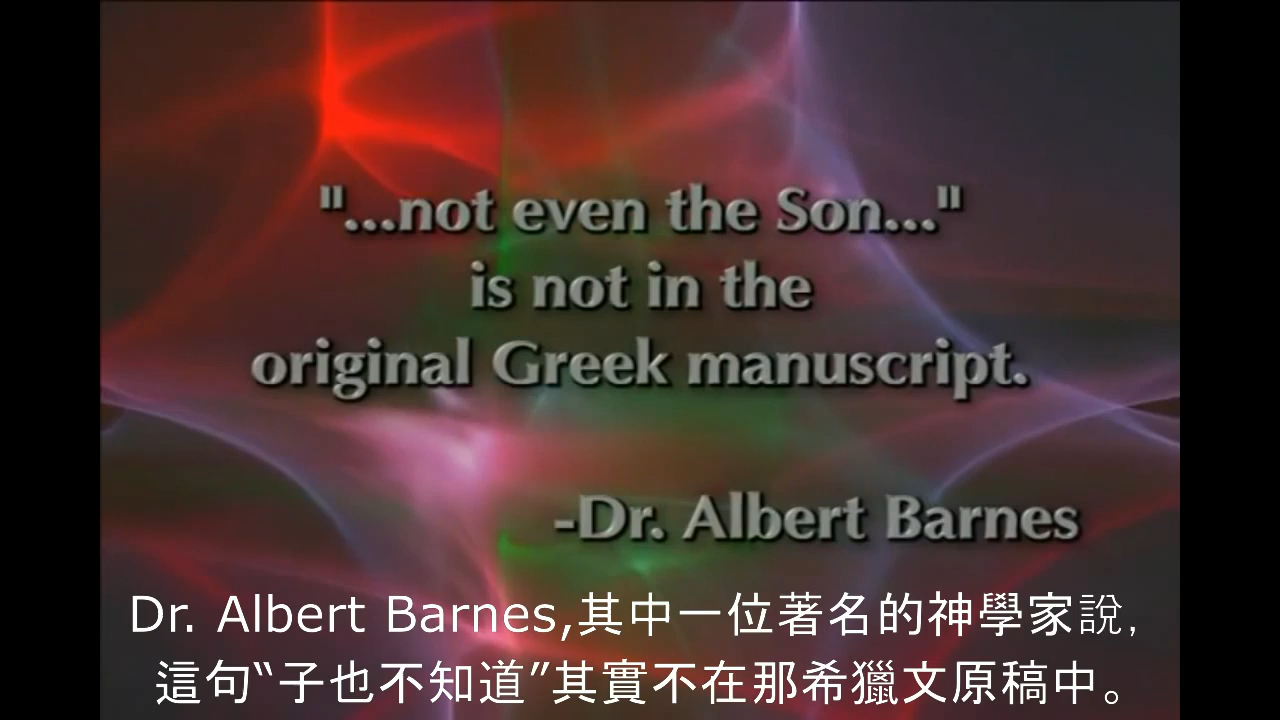 "...not even the Son..."
is not in the
original Greek manuscript.
-Dr. Albert Barnes
Dr. Albert Barnes,其中一位著名的神學家說,
這句“子也不知道”其實不在那希獵文原稿中。